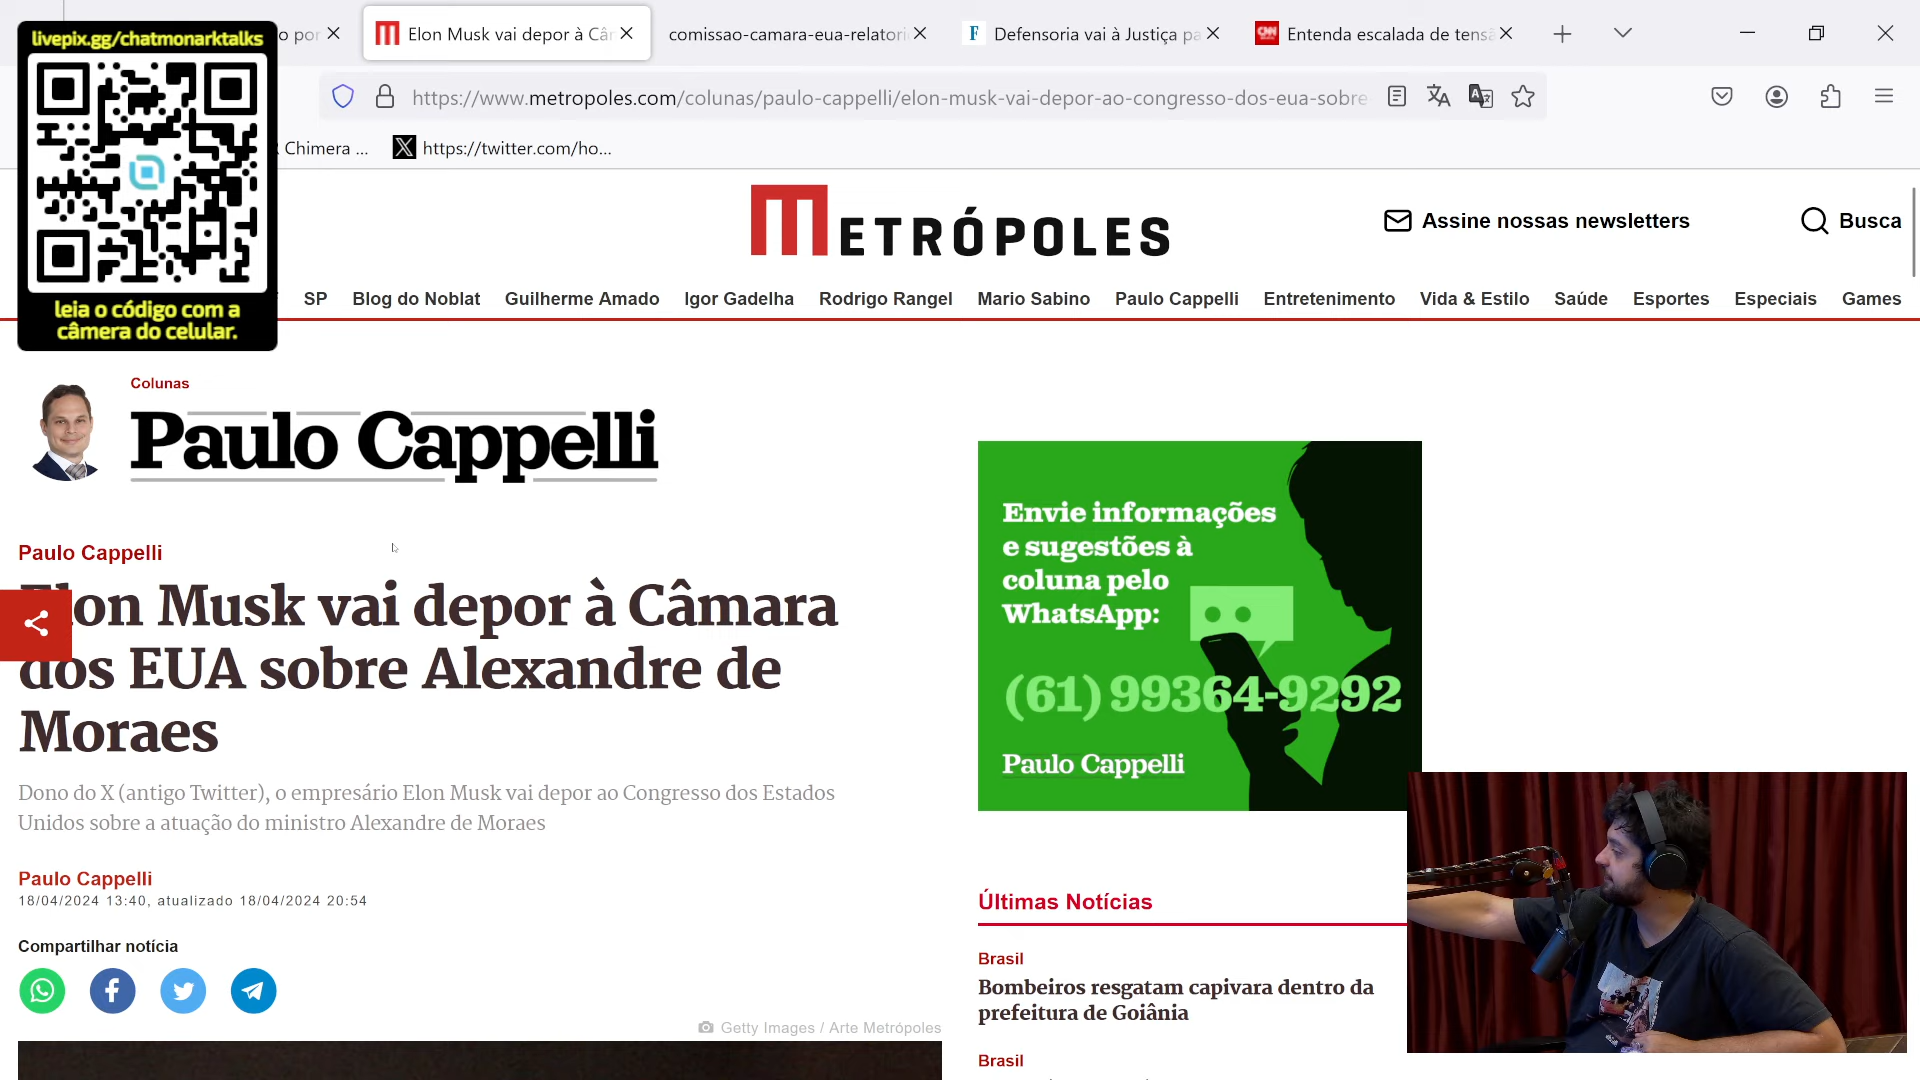 livepix.gg/chatmonarktalks
leia o código com a
câmera do celular.
o por
Elon Musk vai depor à Câr
comissao-camara-eua-relatori
Defensoria vai à Justiça pa
Entenda escalada de tensã
https://www.metropoles.com/colunas/paulo-cappelli/elon-musk-vai-depor-ao-congresso-dos-eua-sobre-
Chimera ...
https://twitter.com/ho...
METRÓPOLES
Assine nossas newsletters
Busca
SP
Blog do Noblat
Guilherme Amado
Igor Gadelha
Rodrigo Rangel
Mario Sabino
Paulo Cappelli
Entretenimento
Vida & Estilo
Saúde
Esportes
Especiais
Games
Colunas
Paulo Cappelli
Paulo Cappelli
Elon Musk vai depor à Câmara
dos EUA sobre Alexandre de
Moraes
Dono do X (antigo Twitter), o empresário Elon Musk vai depor ao Congresso dos Estados
Unidos sobre a atuação do ministro Alexandre de Moraes
Paulo Cappelli
18/04/2024 13:40, atualizado 18/04/2024 20:54
Compartilhar notícia
Getty Images / Arte Metrópoles
Envie informações
e sugestões à
coluna pelo
WhatsApp:
(61) 99364-9292
Paulo Cappelli
Últimas Notícias
Brasil
Bombeiros resgatam capivara dentro da
prefeitura de Goiânia
Brasil